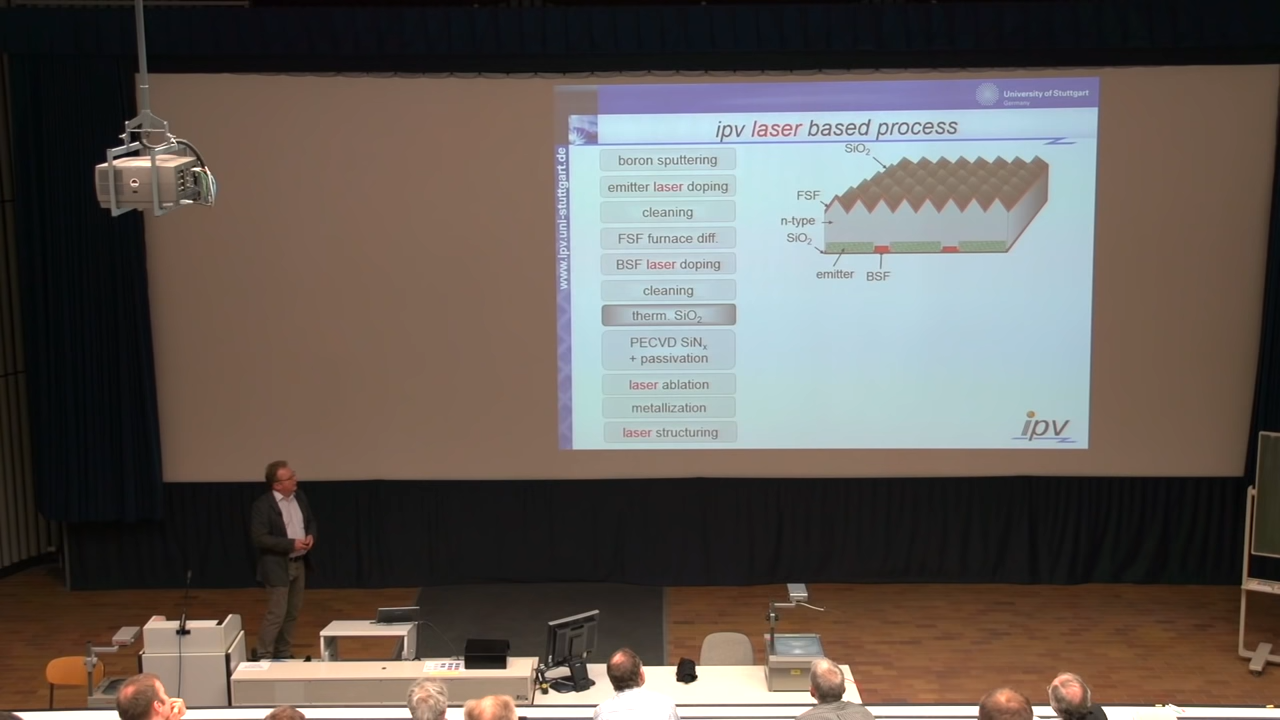 University of Stuttgart
Germany
ipv laser based process
www.ipv.uni-stuttgart.de
boron sputtering
emitter laser doping
cleaning
FSF furnace diff.
BSF laser doping
cleaning
therm. SiO₂
PECVD SiNₓ
+ passivation
laser ablation
metallization
laser structuring
SiO₂
FSF
n-type
SiO₂
emitter
BSF
ipv